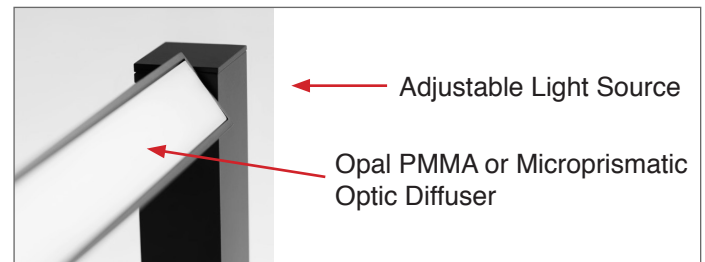 Adjustable Light Source
Opal PMMA or Microprismatic
Optic Diffuser